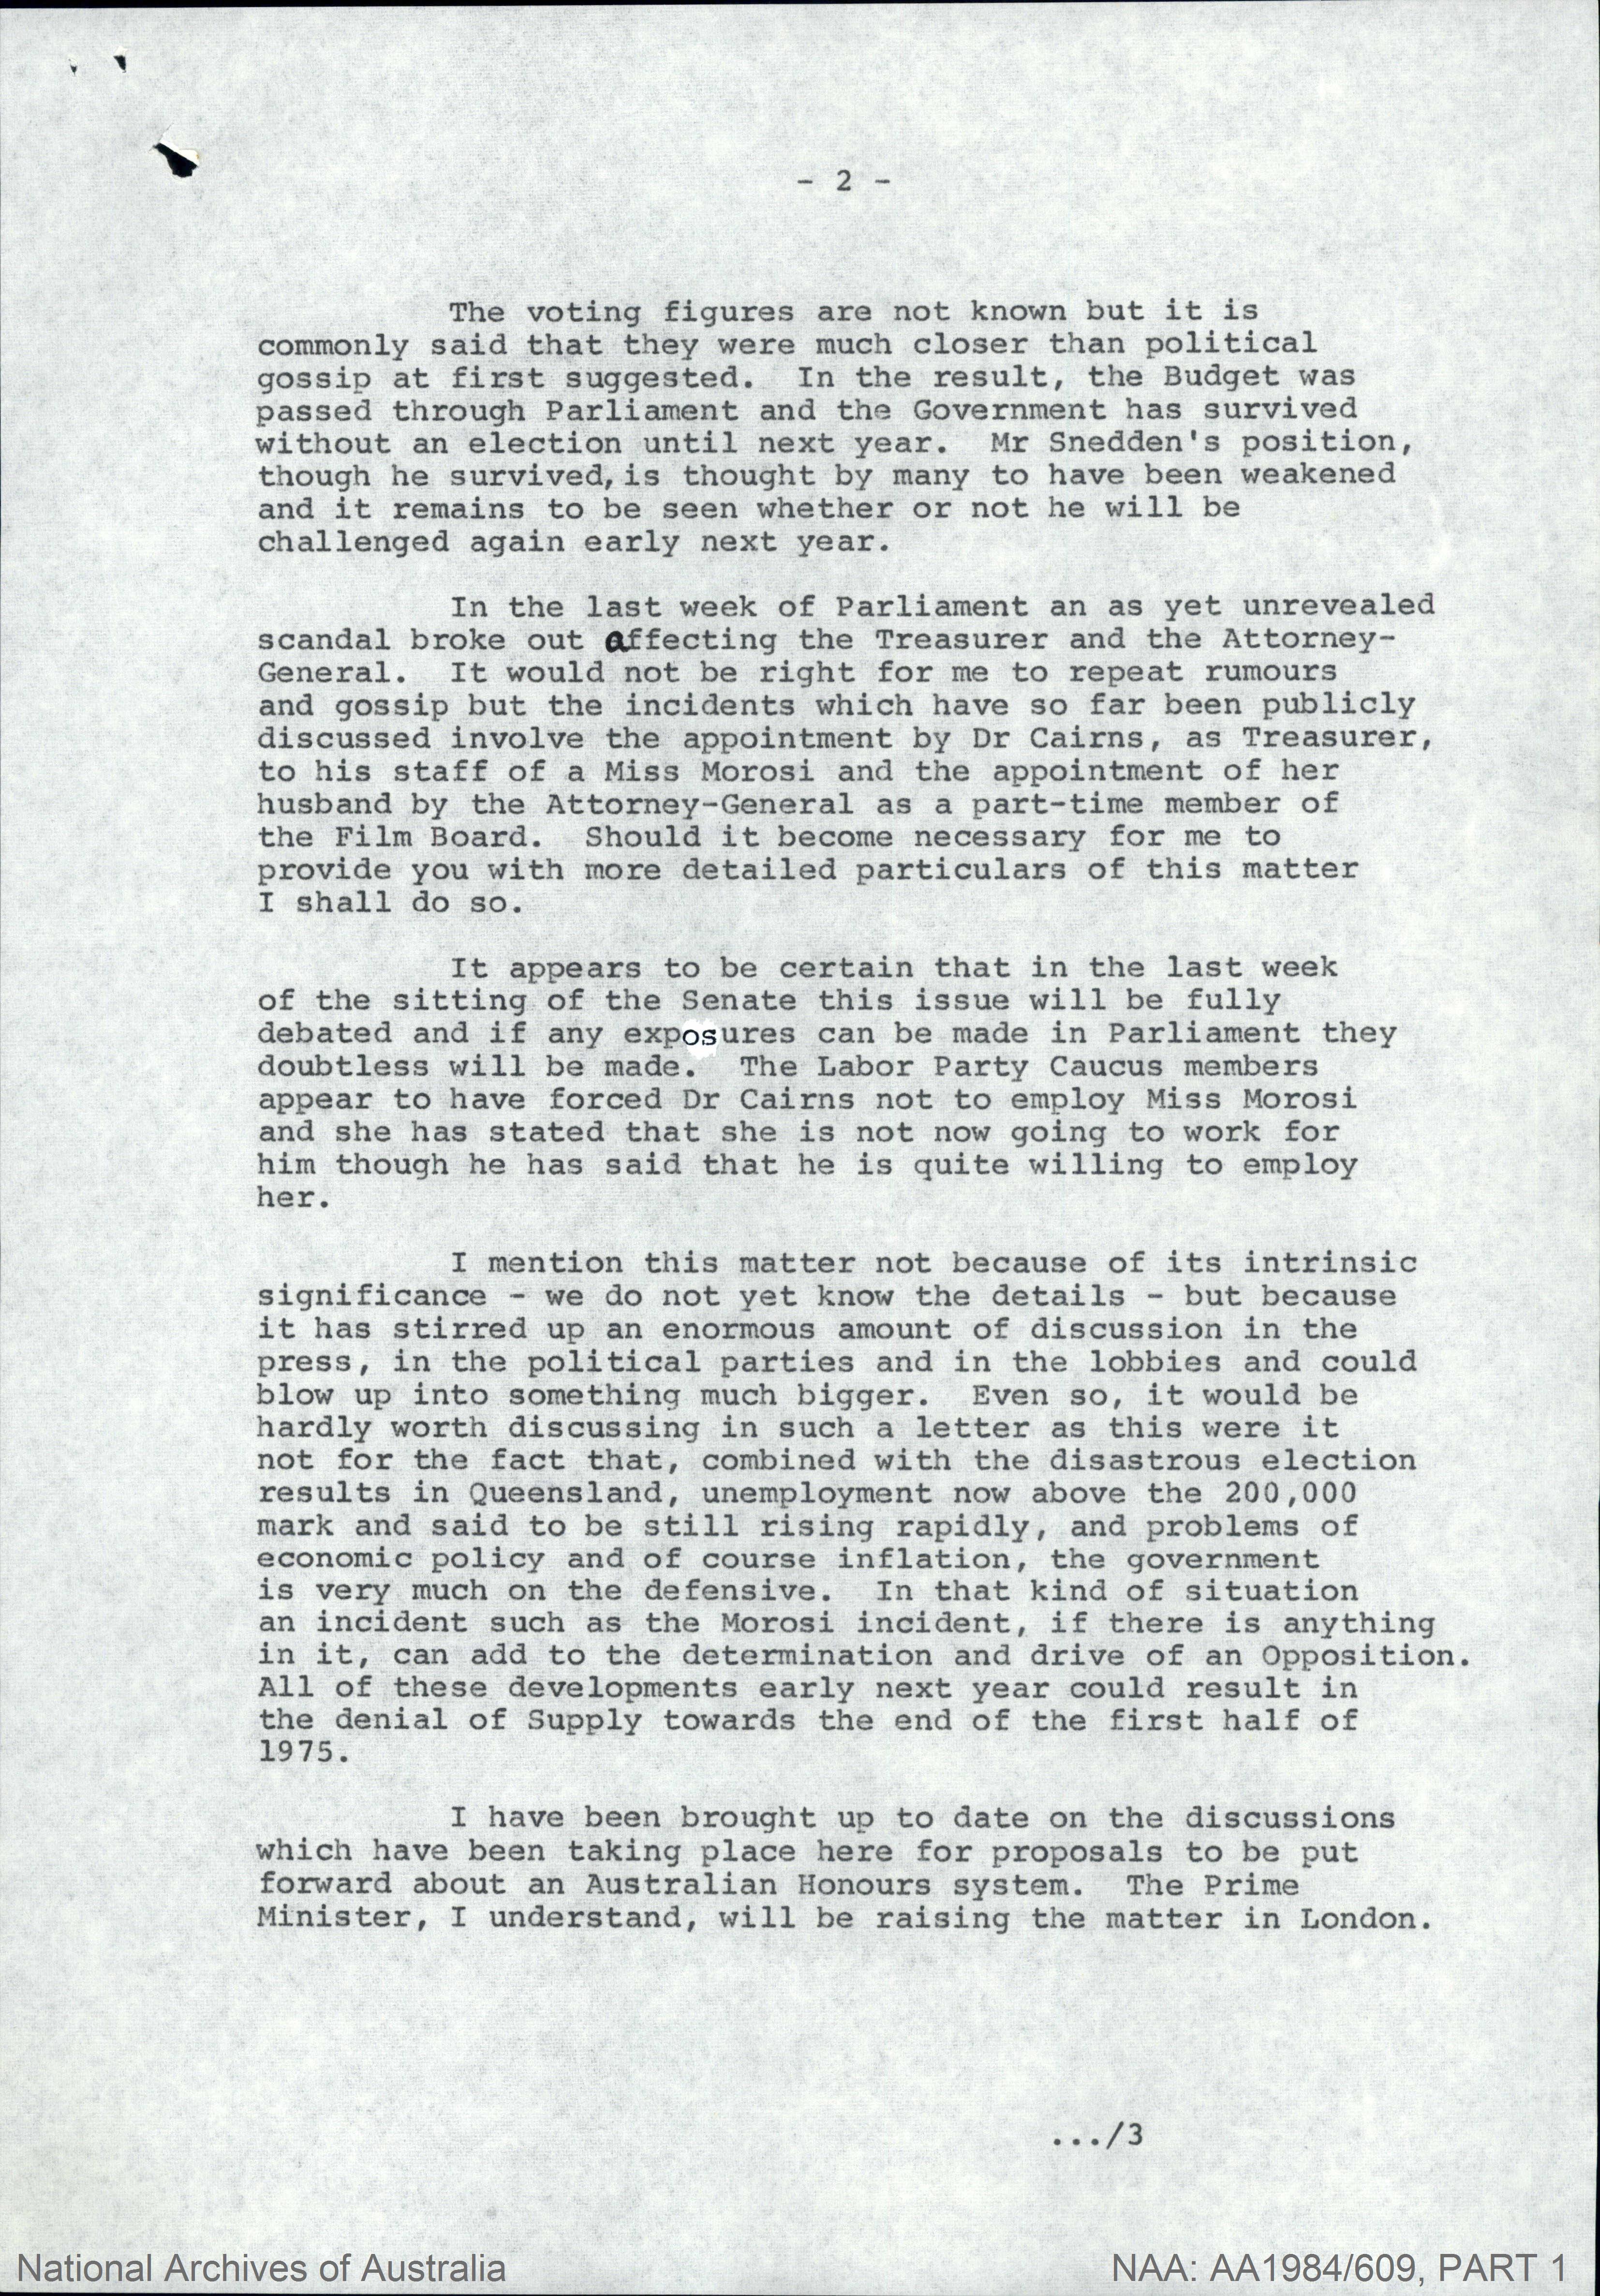 - 2 -
The voting figures are not known but it is
commonly said that they were much closer than political
gossip at first suggested. In the result, the Budget was
passed through Parliament and the Government has survived
without an election until next year. Mr Snedden's position,
though he survived, is thought by many to have been weakened
and it remains to be seen whether or not he will be
challenged again early next year.
In the last week of Parliament an as yet unrevealed
scandal broke out affecting the Treasurer and the Attorney-
General. It would not be right for me to repeat rumours
and gossip but the incidents which have so far been publicly
discussed involve the appointment by Dr Cairns, as Treasurer,
to his staff of a Miss Morosi and the appointment of her
husband by the Attorney-General as a part-time member of
the Film Board. Should it become necessary for me to
provide you with more detailed particulars of this matter
I shall do so.
It appears to be certain that in the last week
of the sitting of the Senate this issue will be fully
debated and if any exposures can be made in Parliament they
doubtless will be made. The Labor Party Caucus members
appear to have forced Dr Cairns not to employ Miss Morosi
and she has stated that she is not now going to work for
him though he has said that he is quite willing to employ
her.
I mention this matter not because of its intrinsic
significance - we do not yet know the details - but because
it has stirred up an enormous amount of discussion in the
press, in the political parties and in the lobbies and could
blow up into something much bigger. Even so, it would be
hardly worth discussing in such a letter as this were it
not for the fact that, combined with the disastrous election
results in Queensland, unemployment now above the 200,000
mark and said to be still rising rapidly, and problems of
economic policy and of course inflation, the government
is very much on the defensive. In that kind of situation
an incident such as the Morosi incident, if there is anything
in it, can add to the determination and drive of an Opposition.
All of these developments early next year could result in
the denial of Supply towards the end of the first half of
1975.
I have been brought up to date on the discussions
which have been taking place here for proposals to be put
forward about an Australian Honours system. The Prime
Minister, I understand, will be raising the matter in London.
.../3
National Archives of Australia
NAA: AA1984/609, PART 1